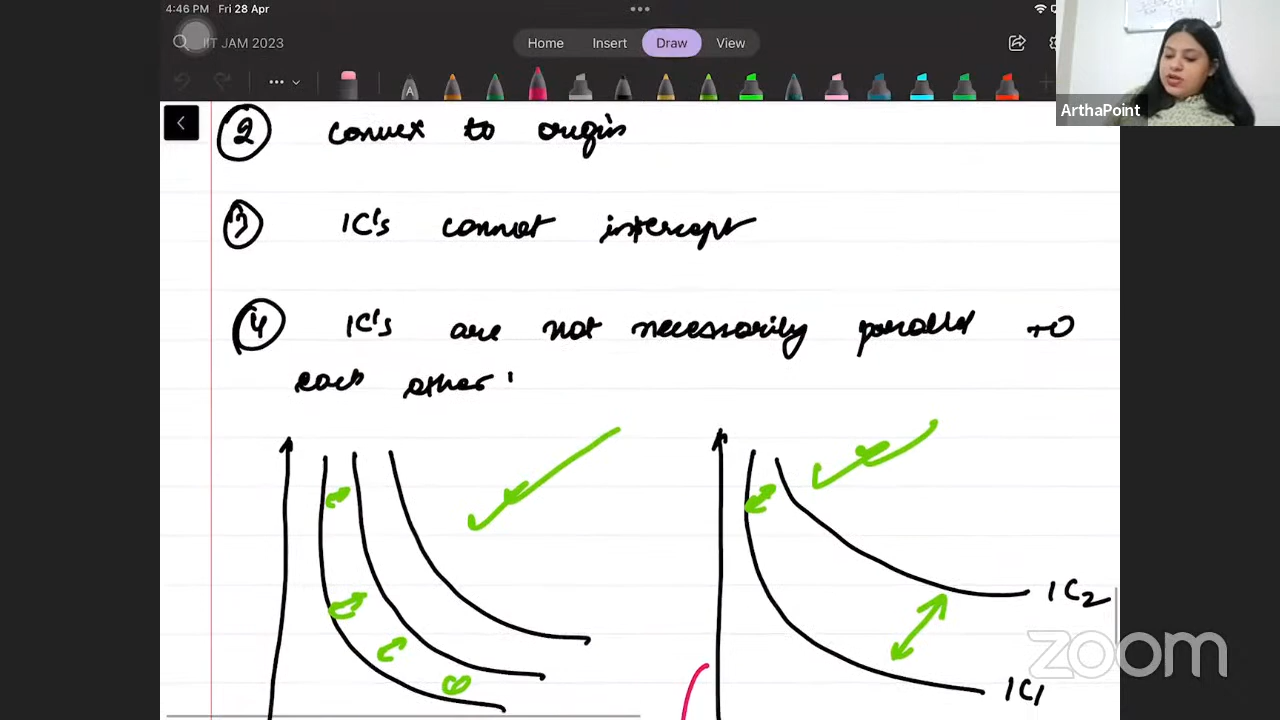 4:46 PM Fri 28 Apr
IIT JAM 2023
Home Insert Draw View
A
ArthaPoint
2 convex to origin
3 IC's cannot intercept
4 IC's are not necessarily parallel to
each other
IC2
IC1
zoom